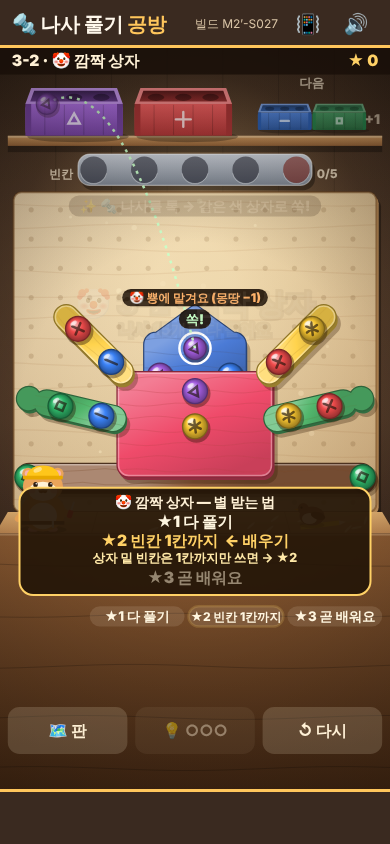 🔩 나사 풀기 공방
빌드 M2'-S027
3-2 · 🤡 깜짝 상자
★ 0
다음
+1
빈칸
0/5
🤡 뿅에 맡겨요 (몽땅 −1)
쏙!
🤡 깜짝 상자 — 별 받는 법
★1 다 풀기
★2 빈칸 1칸까지 ← 배우기
상자 밑 빈칸은 1칸까지만 쓰면 → ★2
★3 곧 배워요
★1 다 풀기
★2 빈칸 1칸까지
★3 곧 배워요
🗺️ 판
💡 ○○○
↺ 다시